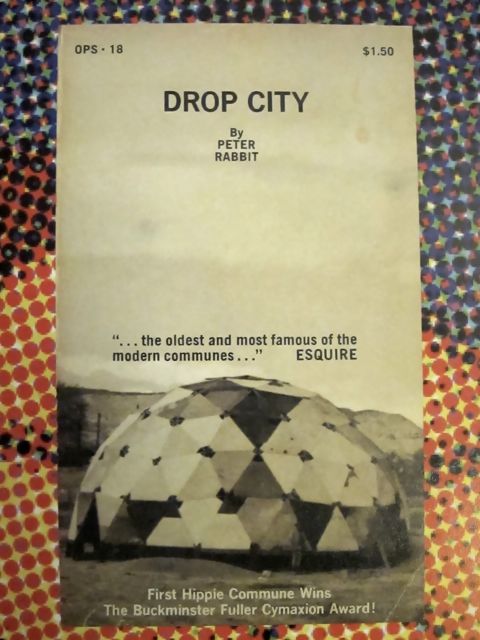 OPS · 18
$1.50
DROP CITY
By
PETER
RABBIT
“. . . the oldest and most famous of the
modern communes . . .” ESQUIRE
First Hippie Commune Wins
The Buckminster Fuller Cymaxion Award!